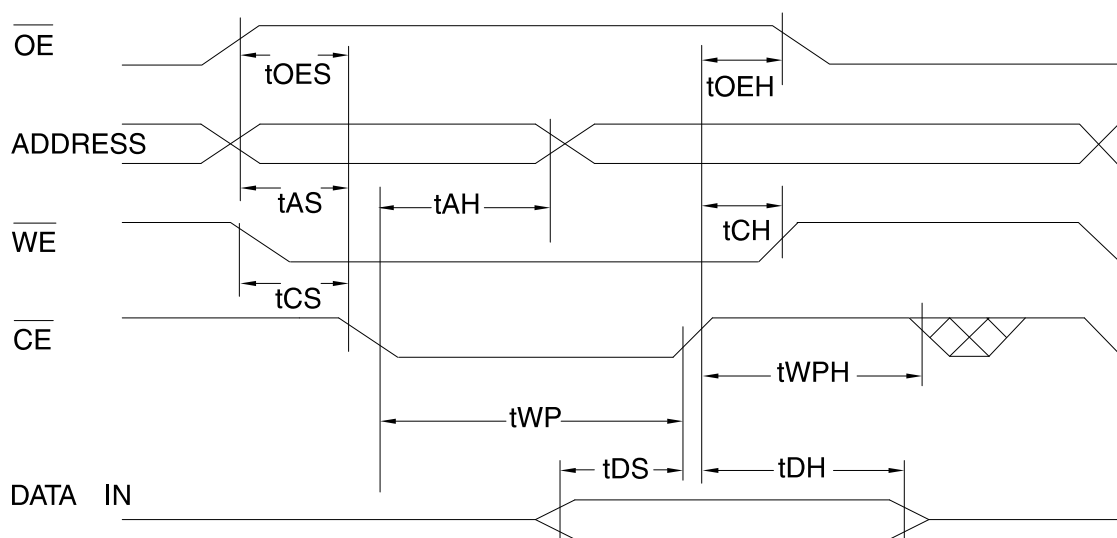 OE
tOES
tOEH
ADDRESS
tAS
tAH
tCH
WE
tCS
CE
tWPH
tWP
tDS
tDH
DATA IN